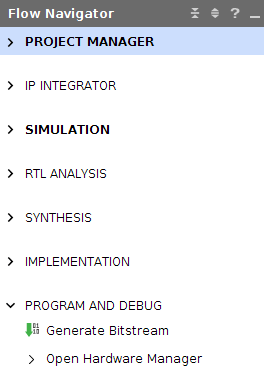 Flow Navigator
PROJECT MANAGER
IP INTEGRATOR
SIMULATION
RTL ANALYSIS
SYNTHESIS
IMPLEMENTATION
PROGRAM AND DEBUG
Generate Bitstream
Open Hardware Manager